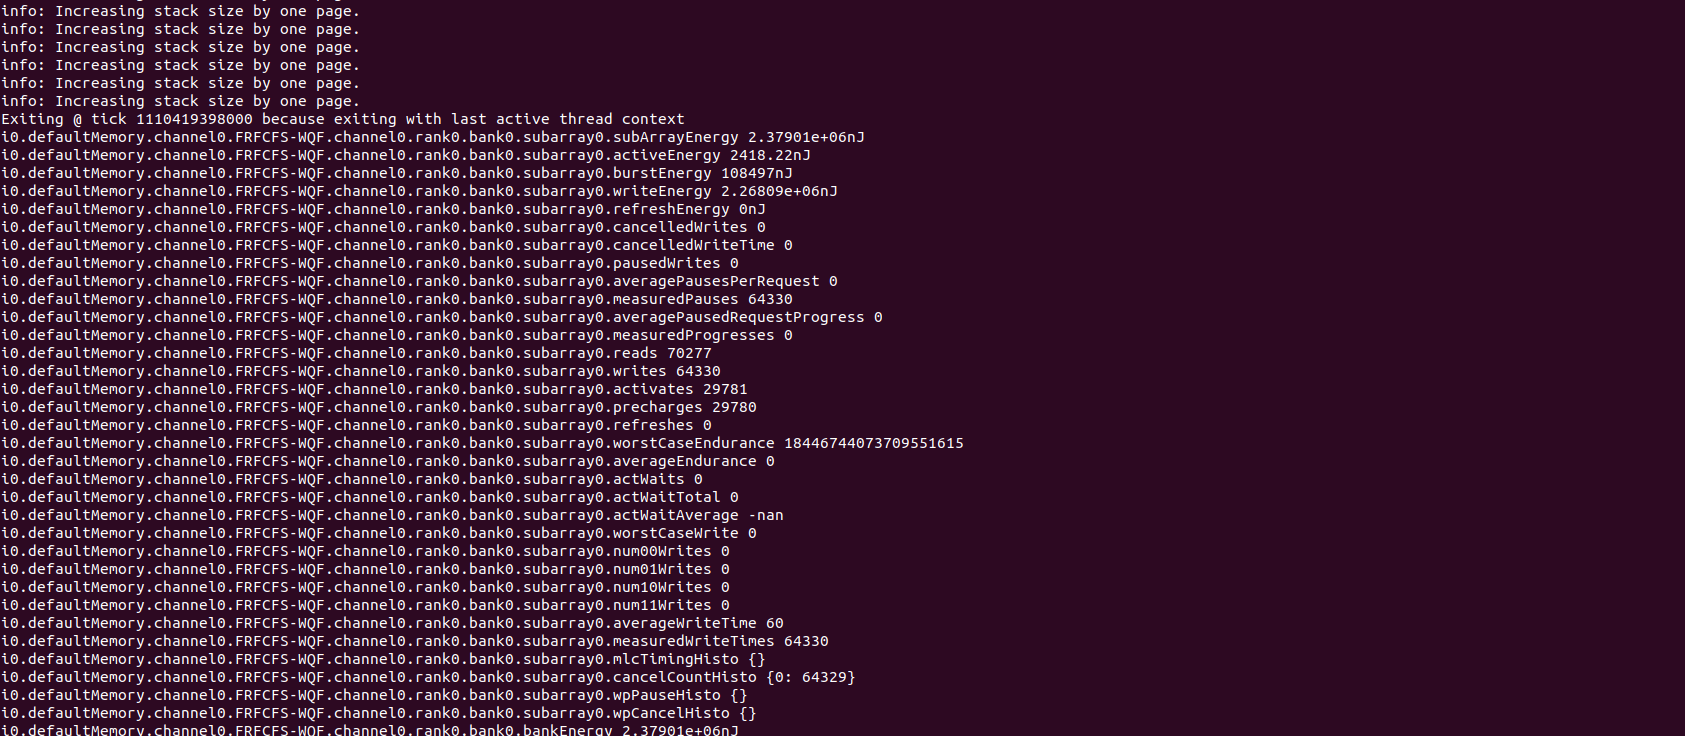 info: Increasing stack size by one page.
info: Increasing stack size by one page.
info: Increasing stack size by one page.
info: Increasing stack size by one page.
info: Increasing stack size by one page.
info: Increasing stack size by one page.
Exiting @ tick 1110419398000 because exiting with last active thread context
i0.defaultMemory.channel0.FRFCFS-WQF.channel0.rank0.bank0.subarray0.subArrayEnergy 2.37901e+06nJ
i0.defaultMemory.channel0.FRFCFS-WQF.channel0.rank0.bank0.subarray0.activeEnergy 2418.22nJ
i0.defaultMemory.channel0.FRFCFS-WQF.channel0.rank0.bank0.subarray0.burstEnergy 108497nJ
i0.defaultMemory.channel0.FRFCFS-WQF.channel0.rank0.bank0.subarray0.writeEnergy 2.26809e+06nJ
i0.defaultMemory.channel0.FRFCFS-WQF.channel0.rank0.bank0.subarray0.refreshEnergy 0nJ
i0.defaultMemory.channel0.FRFCFS-WQF.channel0.rank0.bank0.subarray0.cancelledWrites 0
i0.defaultMemory.channel0.FRFCFS-WQF.channel0.rank0.bank0.subarray0.cancelledWriteTime 0
i0.defaultMemory.channel0.FRFCFS-WQF.channel0.rank0.bank0.subarray0.pausedWrites 0
i0.defaultMemory.channel0.FRFCFS-WQF.channel0.rank0.bank0.subarray0.averagePausesPerRequest 0
i0.defaultMemory.channel0.FRFCFS-WQF.channel0.rank0.bank0.subarray0.measuredPauses 64330
i0.defaultMemory.channel0.FRFCFS-WQF.channel0.rank0.bank0.subarray0.averagePausedRequestProgress 0
i0.defaultMemory.channel0.FRFCFS-WQF.channel0.rank0.bank0.subarray0.measuredProgresses 0
i0.defaultMemory.channel0.FRFCFS-WQF.channel0.rank0.bank0.subarray0.reads 70277
i0.defaultMemory.channel0.FRFCFS-WQF.channel0.rank0.bank0.subarray0.writes 64330
i0.defaultMemory.channel0.FRFCFS-WQF.channel0.rank0.bank0.subarray0.activates 29781
i0.defaultMemory.channel0.FRFCFS-WQF.channel0.rank0.bank0.subarray0.precharges 29780
i0.defaultMemory.channel0.FRFCFS-WQF.channel0.rank0.bank0.subarray0.refreshes 0
i0.defaultMemory.channel0.FRFCFS-WQF.channel0.rank0.bank0.subarray0.worstCaseEndurance 18446744073709551615
i0.defaultMemory.channel0.FRFCFS-WQF.channel0.rank0.bank0.subarray0.averageEndurance 0
i0.defaultMemory.channel0.FRFCFS-WQF.channel0.rank0.bank0.subarray0.actWaits 0
i0.defaultMemory.channel0.FRFCFS-WQF.channel0.rank0.bank0.subarray0.actWaitTotal 0
i0.defaultMemory.channel0.FRFCFS-WQF.channel0.rank0.bank0.subarray0.actWaitAverage -nan
i0.defaultMemory.channel0.FRFCFS-WQF.channel0.rank0.bank0.subarray0.worstCaseWrite 0
i0.defaultMemory.channel0.FRFCFS-WQF.channel0.rank0.bank0.subarray0.num00Writes 0
i0.defaultMemory.channel0.FRFCFS-WQF.channel0.rank0.bank0.subarray0.num01Writes 0
i0.defaultMemory.channel0.FRFCFS-WQF.channel0.rank0.bank0.subarray0.num10Writes 0
i0.defaultMemory.channel0.FRFCFS-WQF.channel0.rank0.bank0.subarray0.num11Writes 0
i0.defaultMemory.channel0.FRFCFS-WQF.channel0.rank0.bank0.subarray0.averageWriteTime 60
i0.defaultMemory.channel0.FRFCFS-WQF.channel0.rank0.bank0.subarray0.measuredWriteTimes 64330
i0.defaultMemory.channel0.FRFCFS-WQF.channel0.rank0.bank0.subarray0.mlcTimingHisto {}
i0.defaultMemory.channel0.FRFCFS-WQF.channel0.rank0.bank0.subarray0.cancelCountHisto {0: 64329}
i0.defaultMemory.channel0.FRFCFS-WQF.channel0.rank0.bank0.subarray0.wpPauseHisto {}
i0.defaultMemory.channel0.FRFCFS-WQF.channel0.rank0.bank0.subarray0.wpCancelHisto {}
i0.defaultMemory.channel0.FRFCFS-WQF.channel0.rank0.bank0.bankEnergy 2.37901e+06nJ